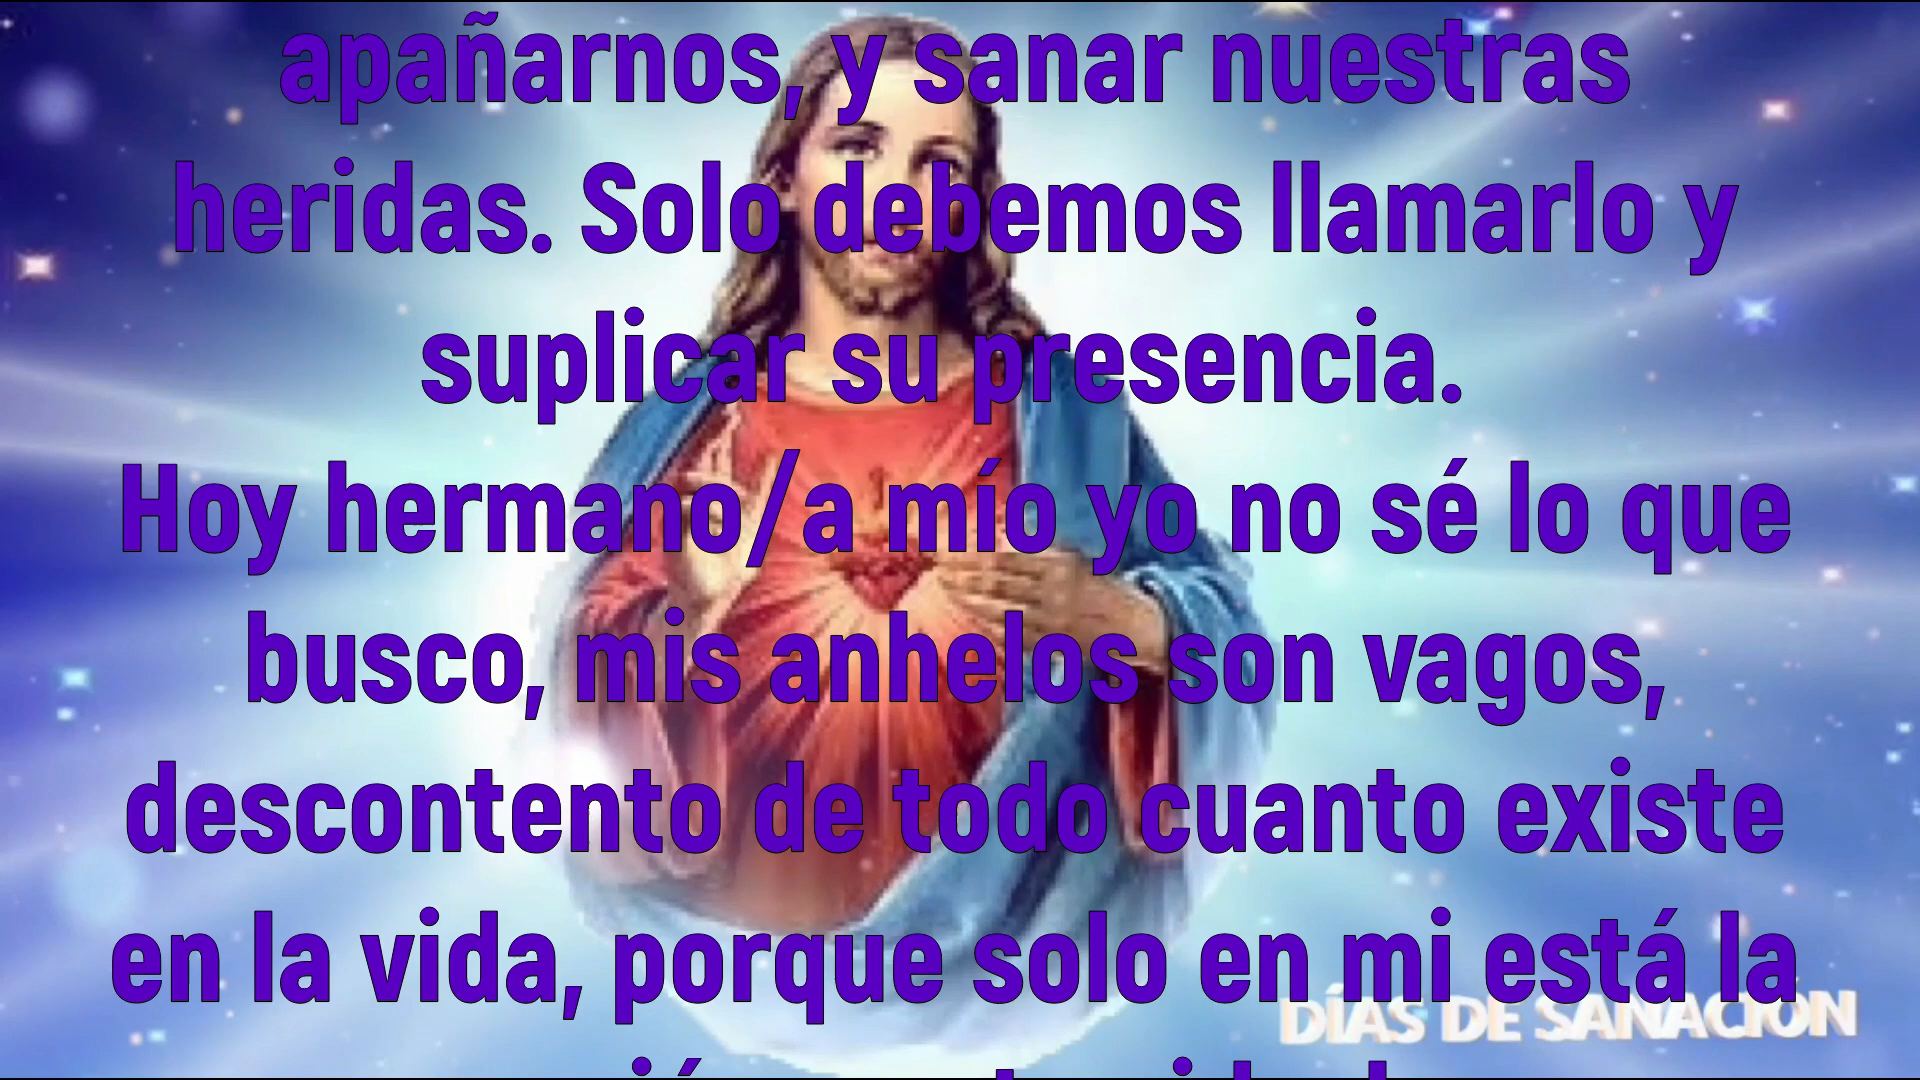 apañarnos, y sanar nuestras
heridas. Solo debemos llamarlo y
suplicar su presencia.
Hoy hermano/a mío yo no sé lo que
busco, mis anhelos son vagos,
descontento de todo cuanto existe
en la vida, porque solo en mi está la
DÍAS DE SANACIÓN